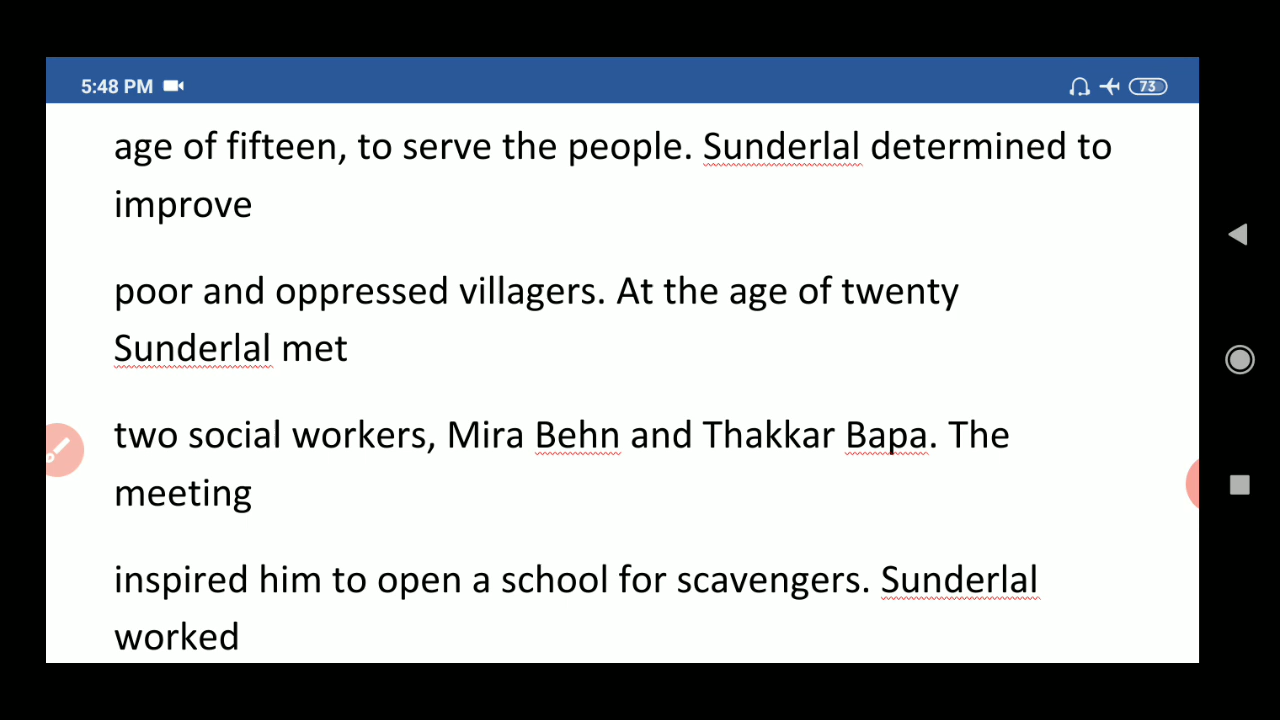 5:48 PM
73
age of fifteen, to serve the people. Sunderlal determined to
improve
poor and oppressed villagers. At the age of twenty
Sunderlal met
two social workers, Mira Behn and Thakkar Bapa. The
meeting
inspired him to open a school for scavengers. Sunderlal
worked